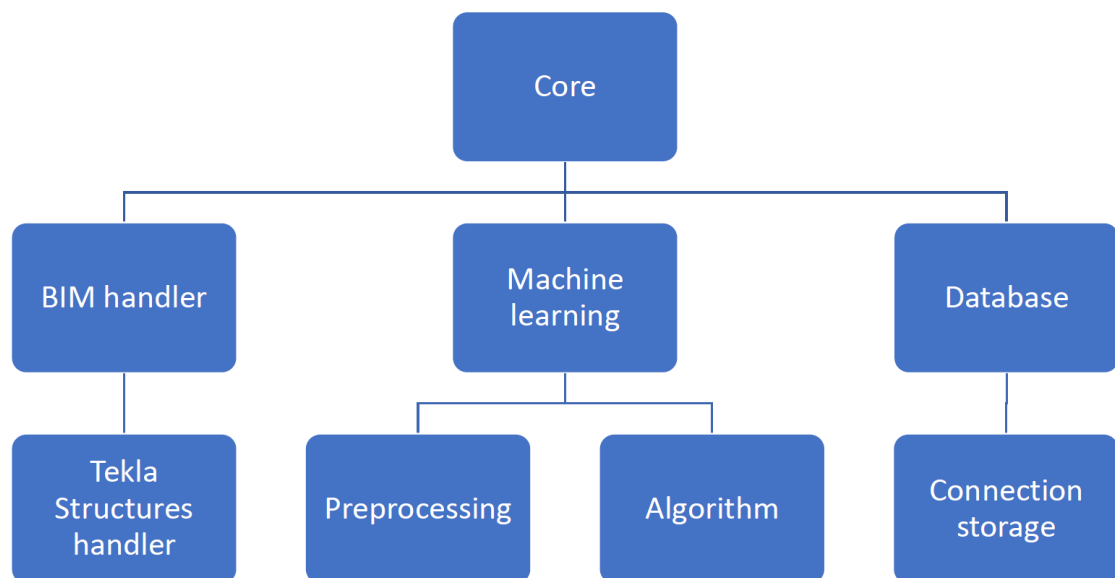 Core
BIM handler
Machine
learning
Database
Tekla
Structures
handler
Preprocessing
Algorithm
Connection
storage